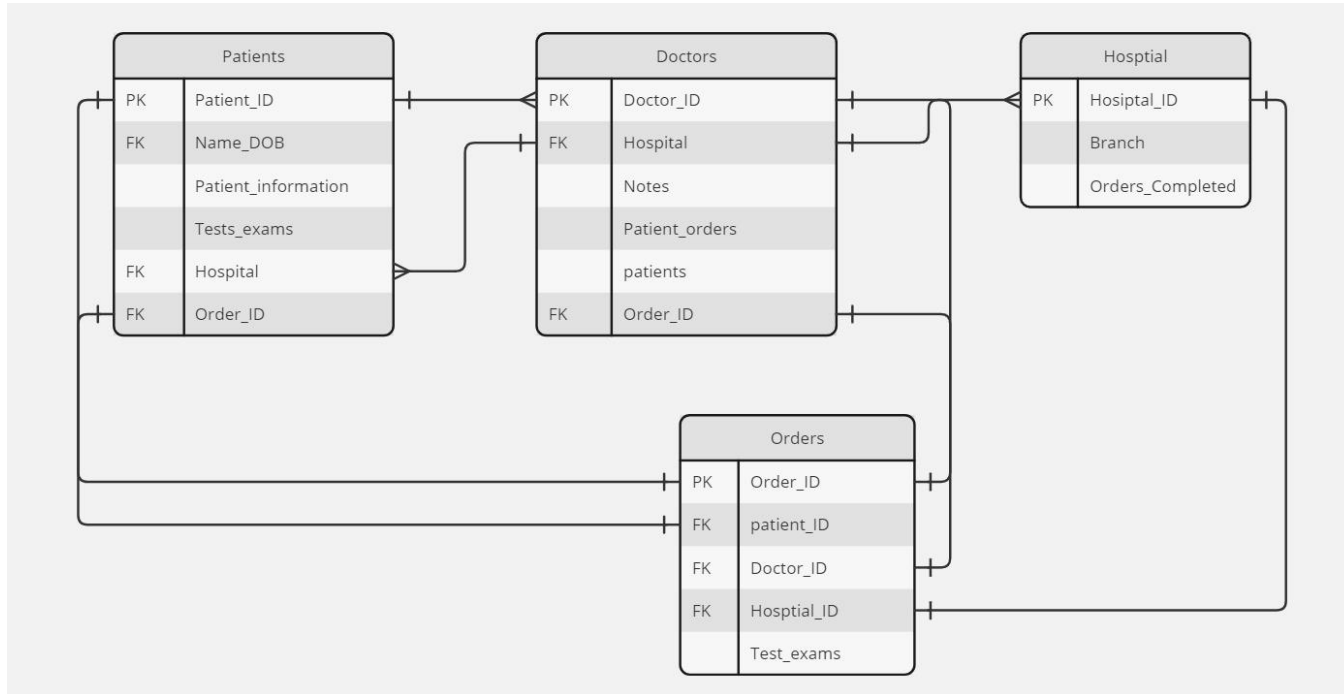 Patients
PK Patient_ID
FK Name_DOB
Patient_information
Tests_exams
FK Hospital
FK Order_ID
Doctors
PK Doctor_ID
FK Hospital
Notes
Patient_orders
patients
FK Order_ID
Hosptial
PK Hosiptal_ID
Branch
Orders_Completed
Orders
PK Order_ID
FK patient_ID
FK Doctor_ID
FK Hosptial_ID
Test_exams